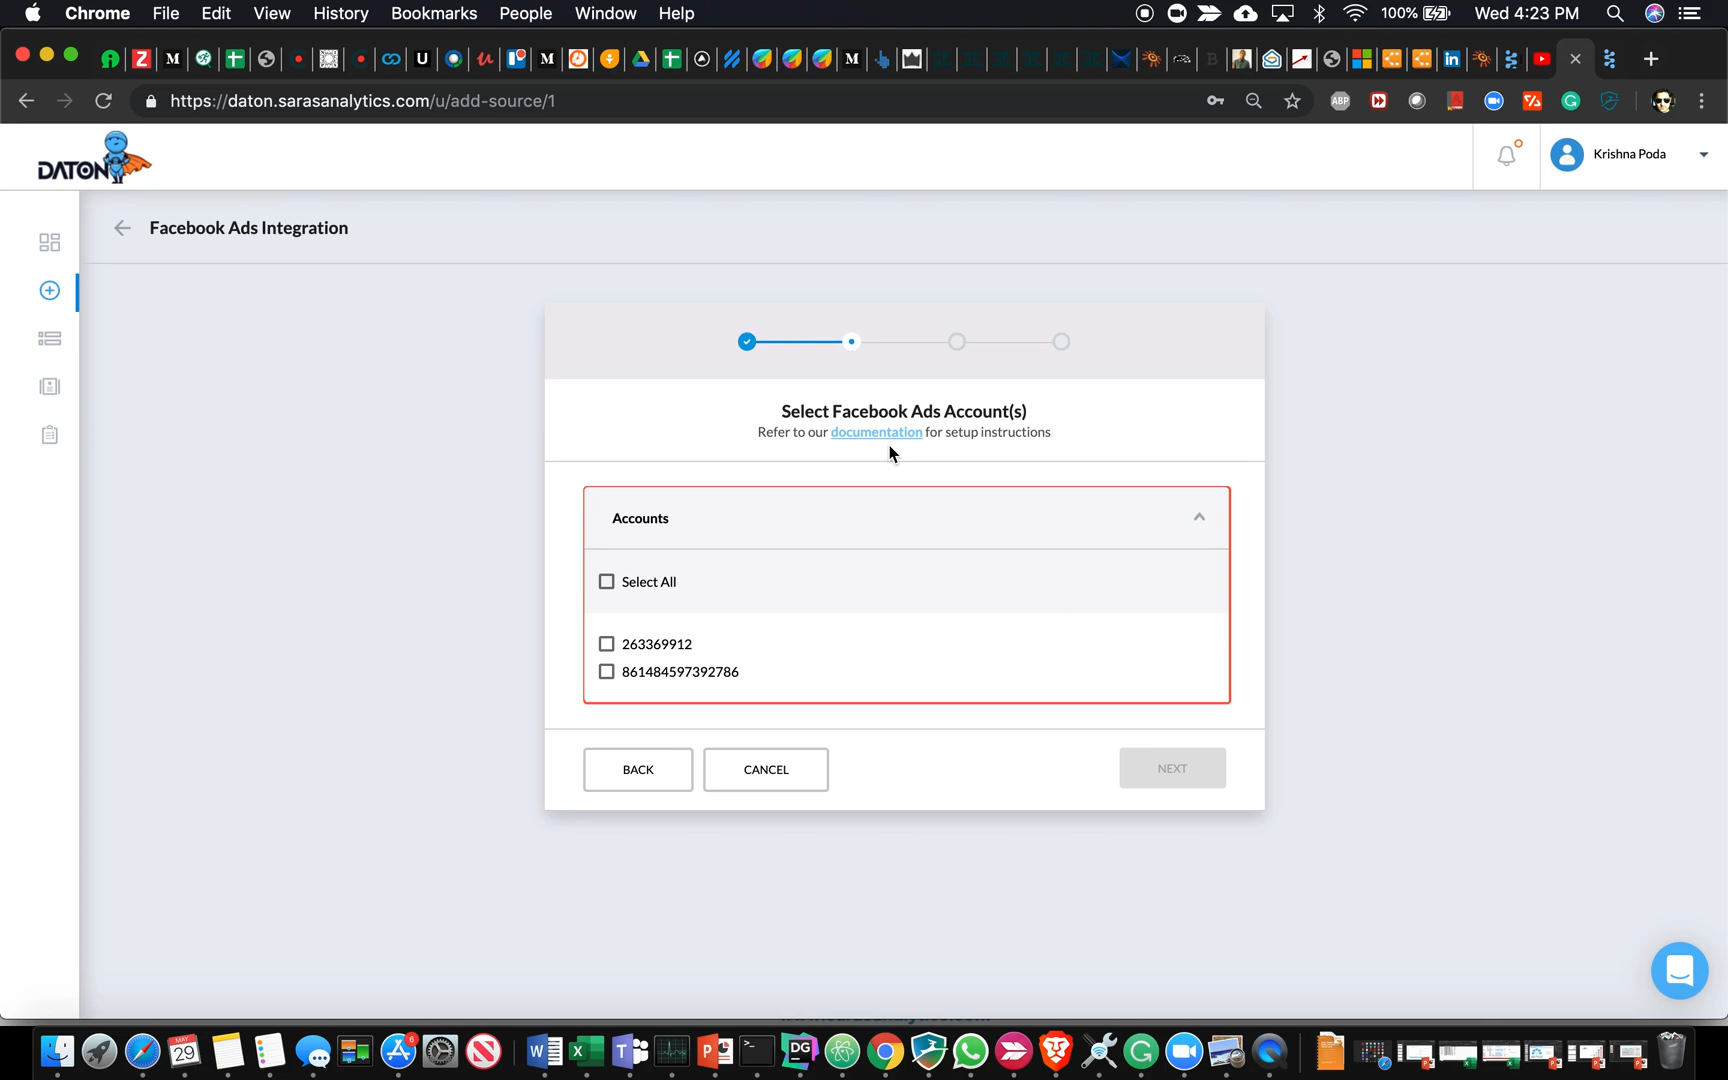 Chrome File Edit View History Bookmarks People Window Help 100% Wed 4:23 PM
https://daton.sarasanalytics.com/u/add-source/1
DATON
Krishna Poda
Facebook Ads Integration
Select Facebook Ads Account(s)
Refer to our documentation for setup instructions
Accounts
Select All
263369912
861484597392786
BACK CANCEL NEXT